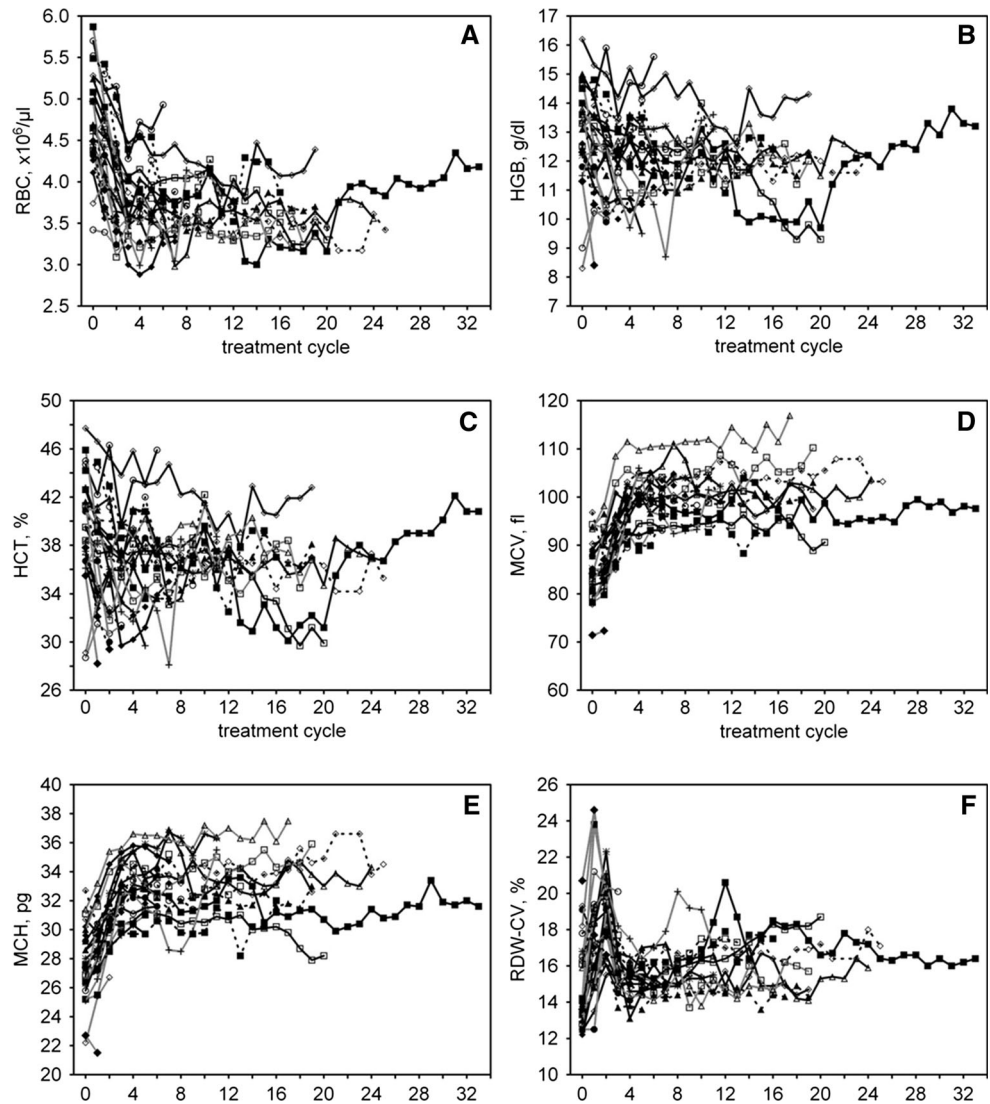 A
RBC, x10⁶/µl
6.0
5.5
5.0
4.5
4.0
3.5
3.0
2.5
0 4 8 12 16 20 24 28 32
treatment cycle
B
HGB, g/dl
17
16
15
14
13
12
11
10
9
8
7
0 4 8 12 16 20 24 28 32
treatment cycle
C
HCT, %
50
46
42
38
34
30
26
0 4 8 12 16 20 24 28 32
treatment cycle
D
MCV, fl
120
110
100
90
80
70
60
0 4 8 12 16 20 24 28 32
treatment cycle
E
MCH, pg
40
38
36
34
32
30
28
26
24
22
20
0 4 8 12 16 20 24 28 32
F
RDW-CV, %
26
24
22
20
18
16
14
12
10
0 4 8 12 16 20 24 28 32